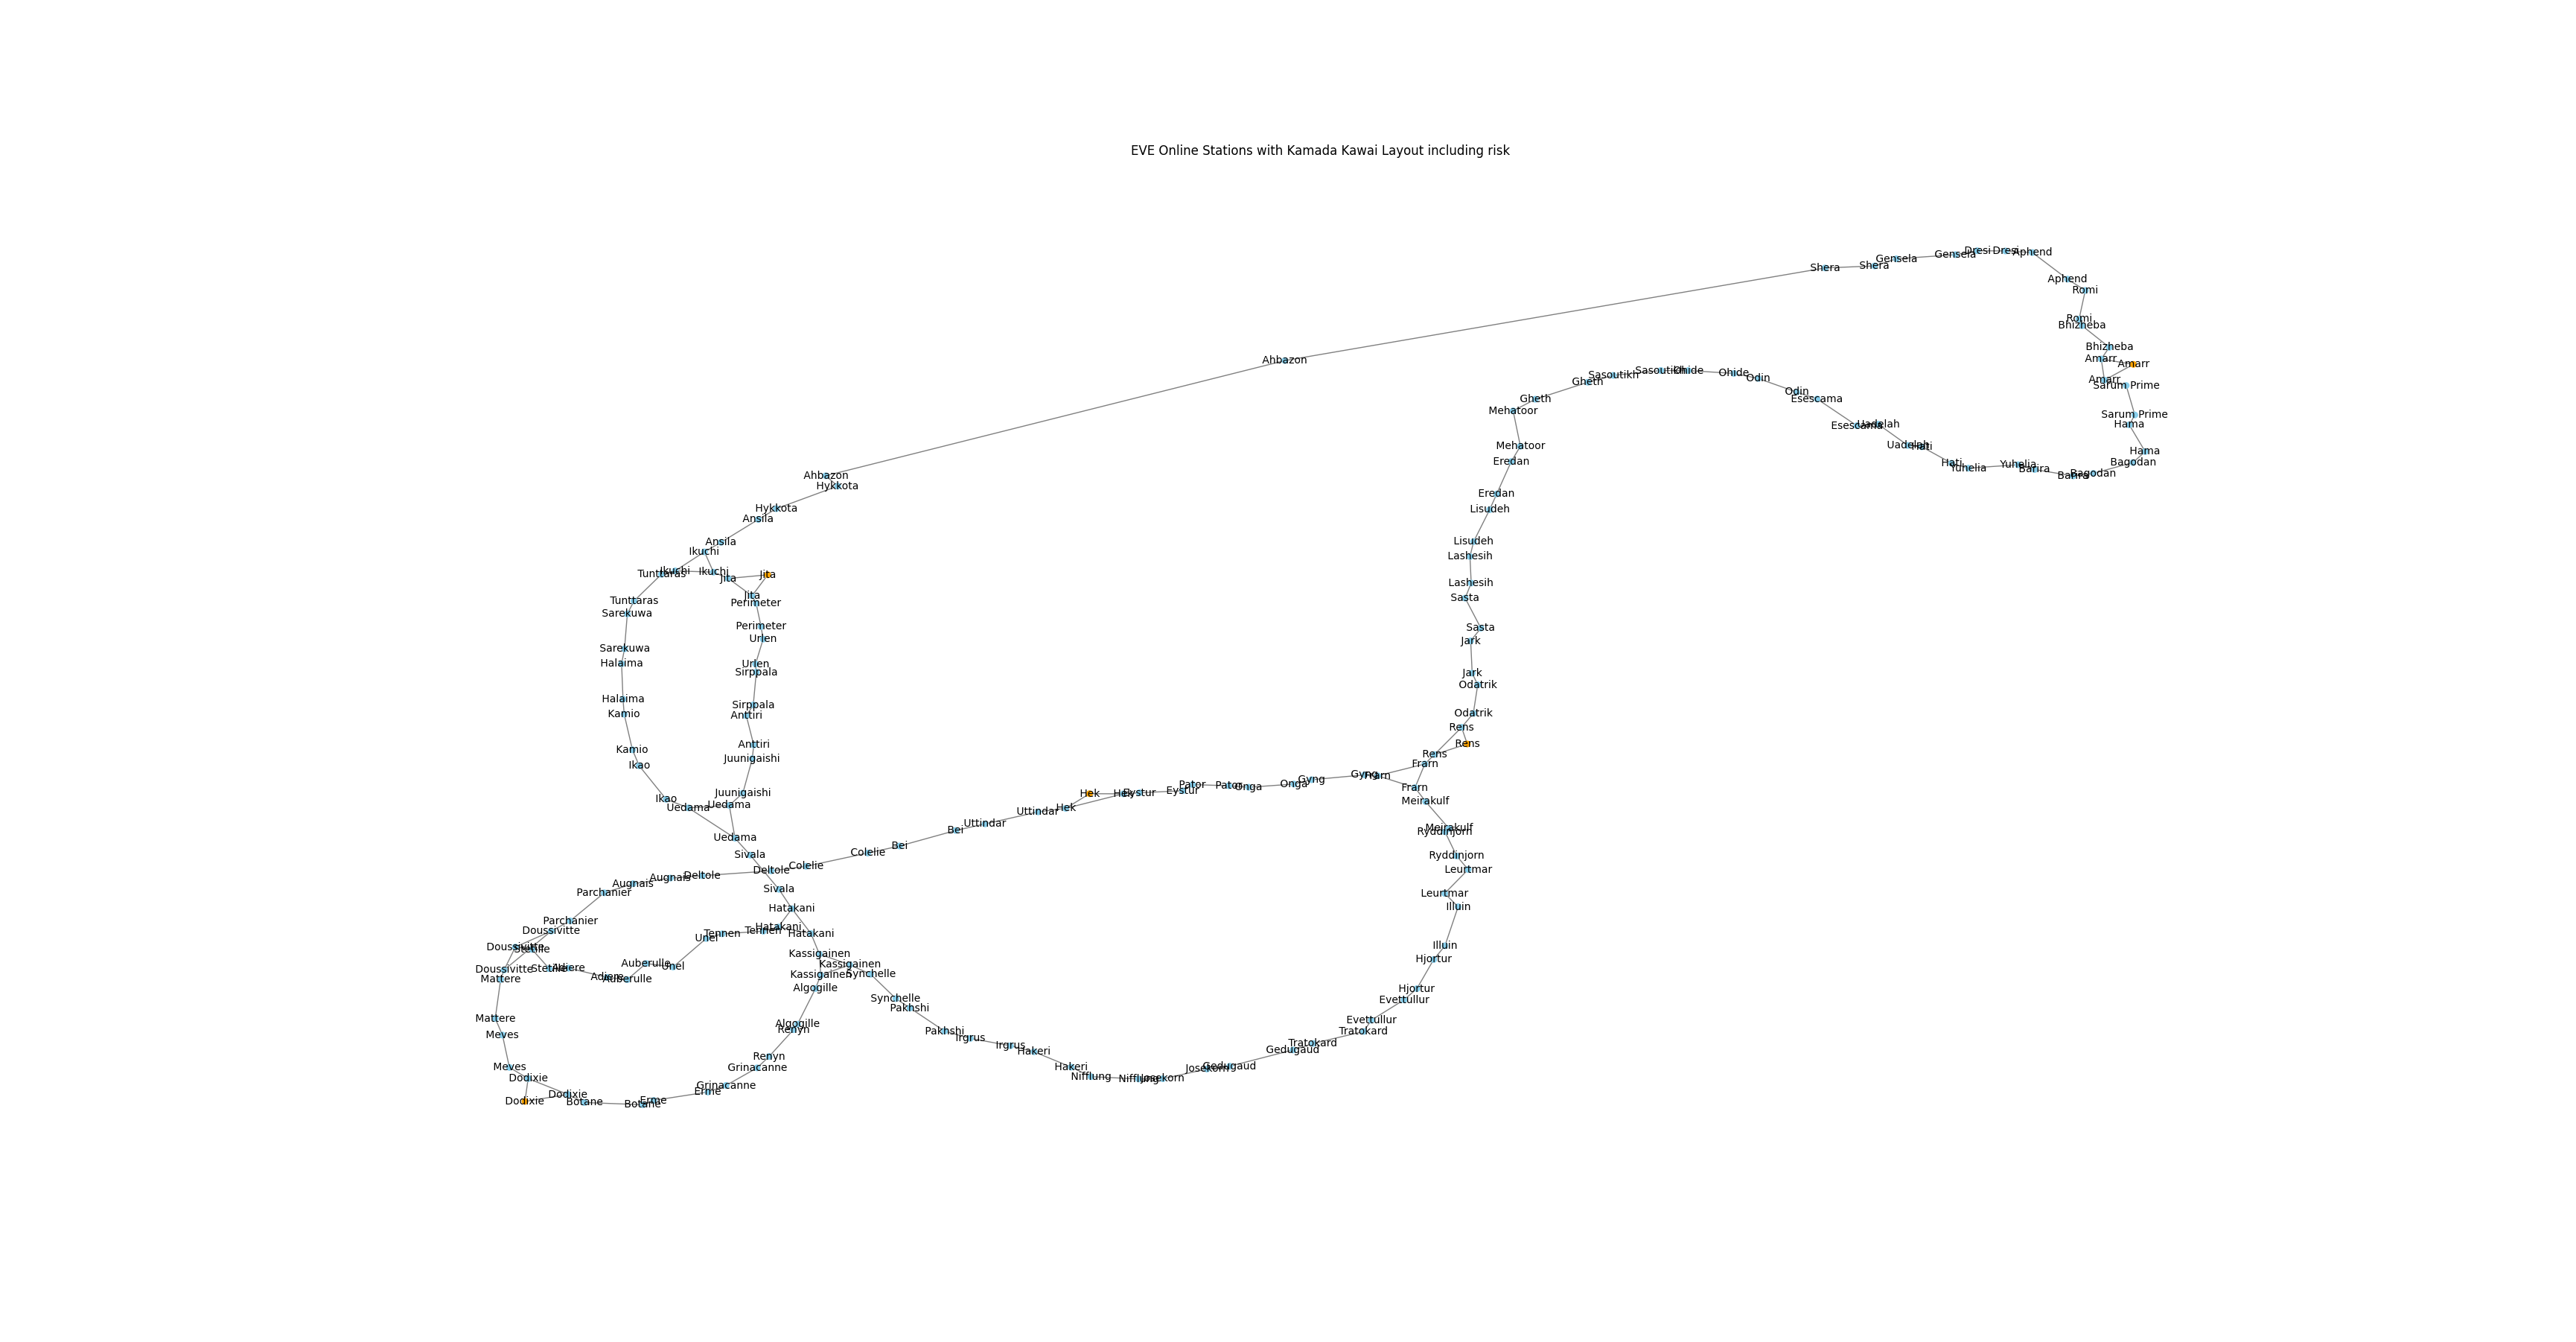 EVE Online Stations with Kamada Kawai Layout including risk
Dresi
Dresi
Aphend
Gensela
Gensela
Shera
Shera
Aphend
Romi
Romi
Bhizheba
Bhizheba
Amarr
Amarr
Amarr
Sarum Prime
Sarum Prime
Hama
Hama
Bagodan
Bagodan
Bahra
Yuhelia
Yuhelia
Hati
Hati
Uadelah
Uadelah
Esescama
Esescama
Odin
Odin
Ohide
Ohide
Sasoutikh
Sasoutikh
Gheth
Gheth
Mehatoor
Mehatoor
Eredan
Eredan
Lisudeh
Lisudeh
Lashesih
Lashesih
Sasta
Sasta
Jark
Jark
Odatrik
Odatrik
Rens
Rens
Rens
Frarn
Frarn
Frarn
Gyng
Gyng
Onga
Onga
Pator
Pator
Eystur
Eystur
Hek
Hek
Hek
Uttindar
Uttindar
Bei
Bei
Colelie
Colelie
Deltole
Deltole
Augnais
Augnais
Parchanier
Parchanier
Doussivitte
Doussivitte
Doussivitte
Stetille
Stetille
Adiere
Adiere
Auberulle
Auberulle
Unel
Unel
Tennen
Tennen
Hatakani
Hatakani
Hatakani
Sivala
Sivala
Uedama
Uedama
Uedama
Ikao
Ikao
Kamio
Kamio
Halaima
Halaima
Sarekuwa
Sarekuwa
Tunttaras
Tunttaras
Ikuchi
Ikuchi
Ikuchi
Ansila
Ansila
Hykkota
Hykkota
Ahbazon
Ahbazon
Jita
Jita
Jita
Perimeter
Perimeter
Urlen
Urlen
Sirppala
Sirppala
Anttiri
Anttiri
Juunigaishi
Juunigaishi
Mattere
Mattere
Meves
Meves
Dodixie
Dodixie
Dodixie
Botane
Botane
Erme
Erme
Grinacanne
Grinacanne
Renyn
Renyn
Algogille
Algogille
Kassigainen
Kassigainen
Kassigainen
Synchelle
Synchelle
Pakhshi
Pakhshi
Irgrus
Irgrus
Hakeri
Hakeri
Nifflung
Nifflung
Josekorn
Josekorn
Gedugaud
Gedugaud
Tratokard
Tratokard
Evettullur
Evettullur
Hjortur
Hjortur
Illuin
Illuin
Leurtmar
Leurtmar
Ryddinjorn
Ryddinjorn
Meirakulf
Meirakulf